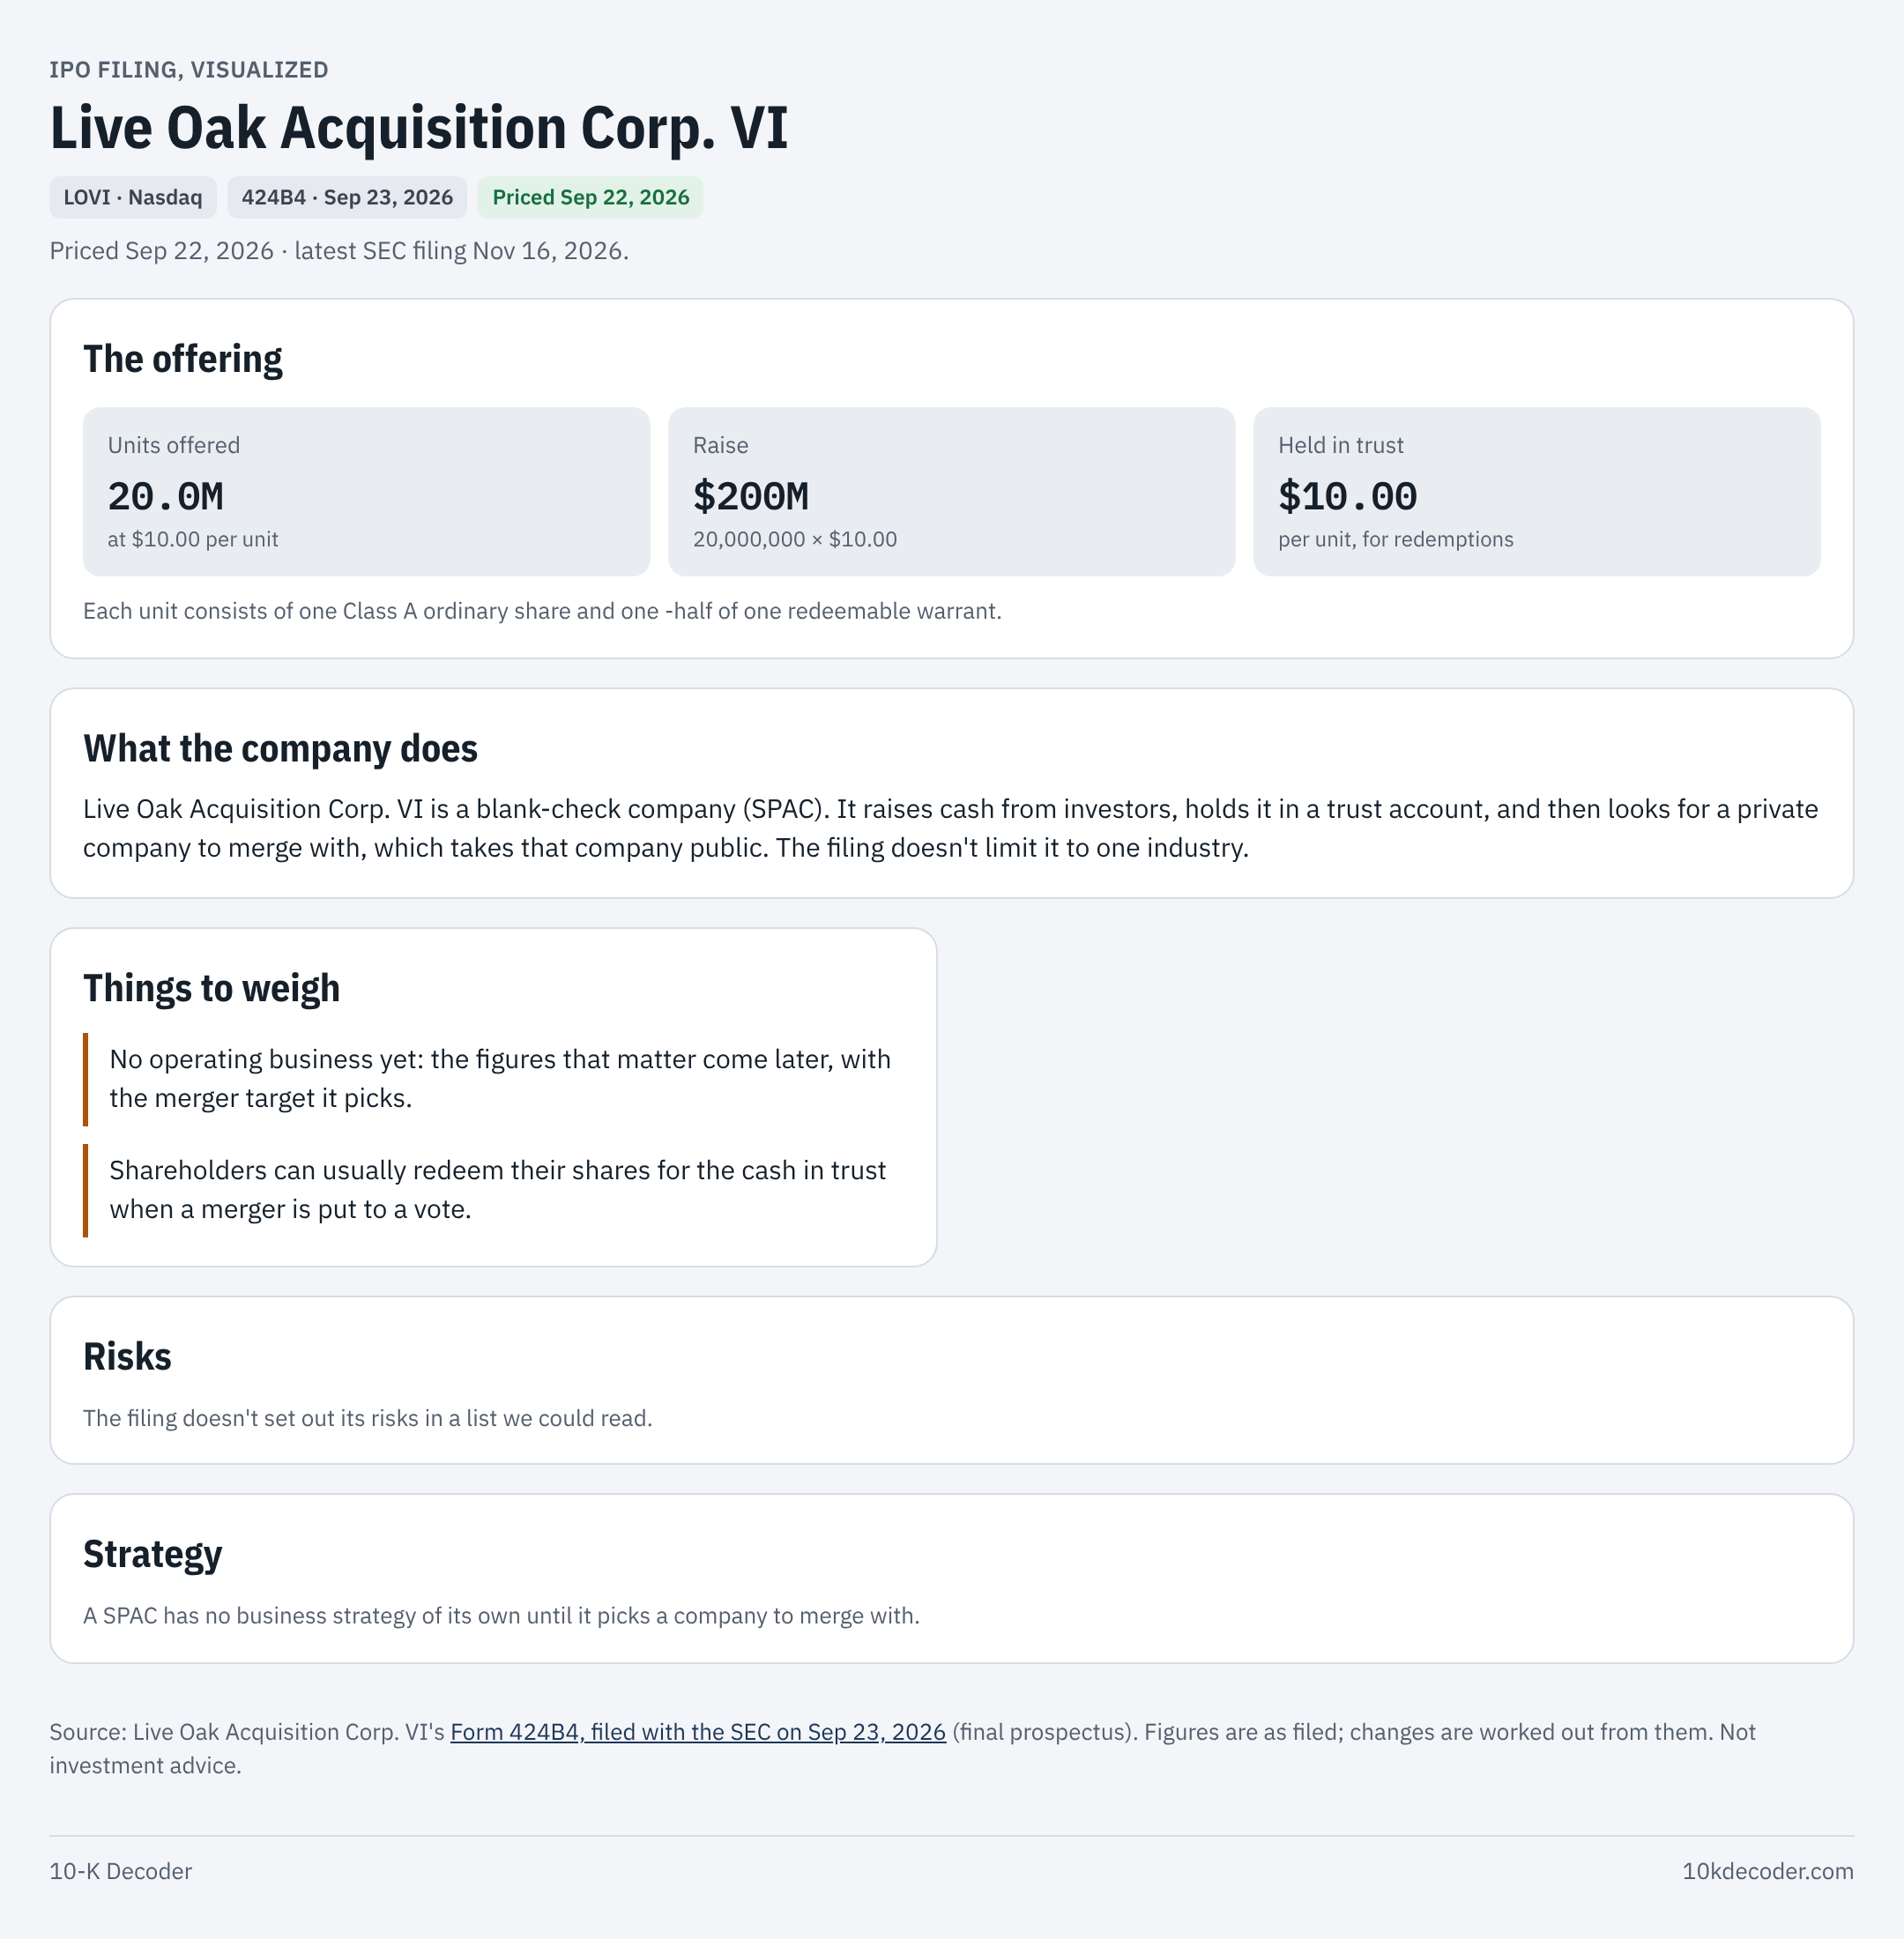 IPO FILING, VISUALIZED
Live Oak Acquisition Corp. VI
LOVI · Nasdaq
424B4 · Sep 23, 2026
Priced Sep 22, 2026
Priced Sep 22, 2026 · latest SEC filing Nov 16, 2026.
The offering
Units offered
20.0M
at $10.00 per unit
Raise
$200M
20,000,000 × $10.00
Held in trust
$10.00
per unit, for redemptions
Each unit consists of one Class A ordinary share and one -half of one redeemable warrant.
What the company does
Live Oak Acquisition Corp. VI is a blank-check company (SPAC). It raises cash from investors, holds it in a trust account, and then looks for a private
company to merge with, which takes that company public. The filing doesn't limit it to one industry.
Things to weigh
No operating business yet: the figures that matter come later, with
the merger target it picks.
Shareholders can usually redeem their shares for the cash in trust
when a merger is put to a vote.
Risks
The filing doesn't set out its risks in a list we could read.
Strategy
A SPAC has no business strategy of its own until it picks a company to merge with.
Source: Live Oak Acquisition Corp. VI's Form 424B4, filed with the SEC on Sep 23, 2026 (final prospectus). Figures are as filed; changes are worked out from them. Not
investment advice.
10-K Decoder
10kdecoder.com